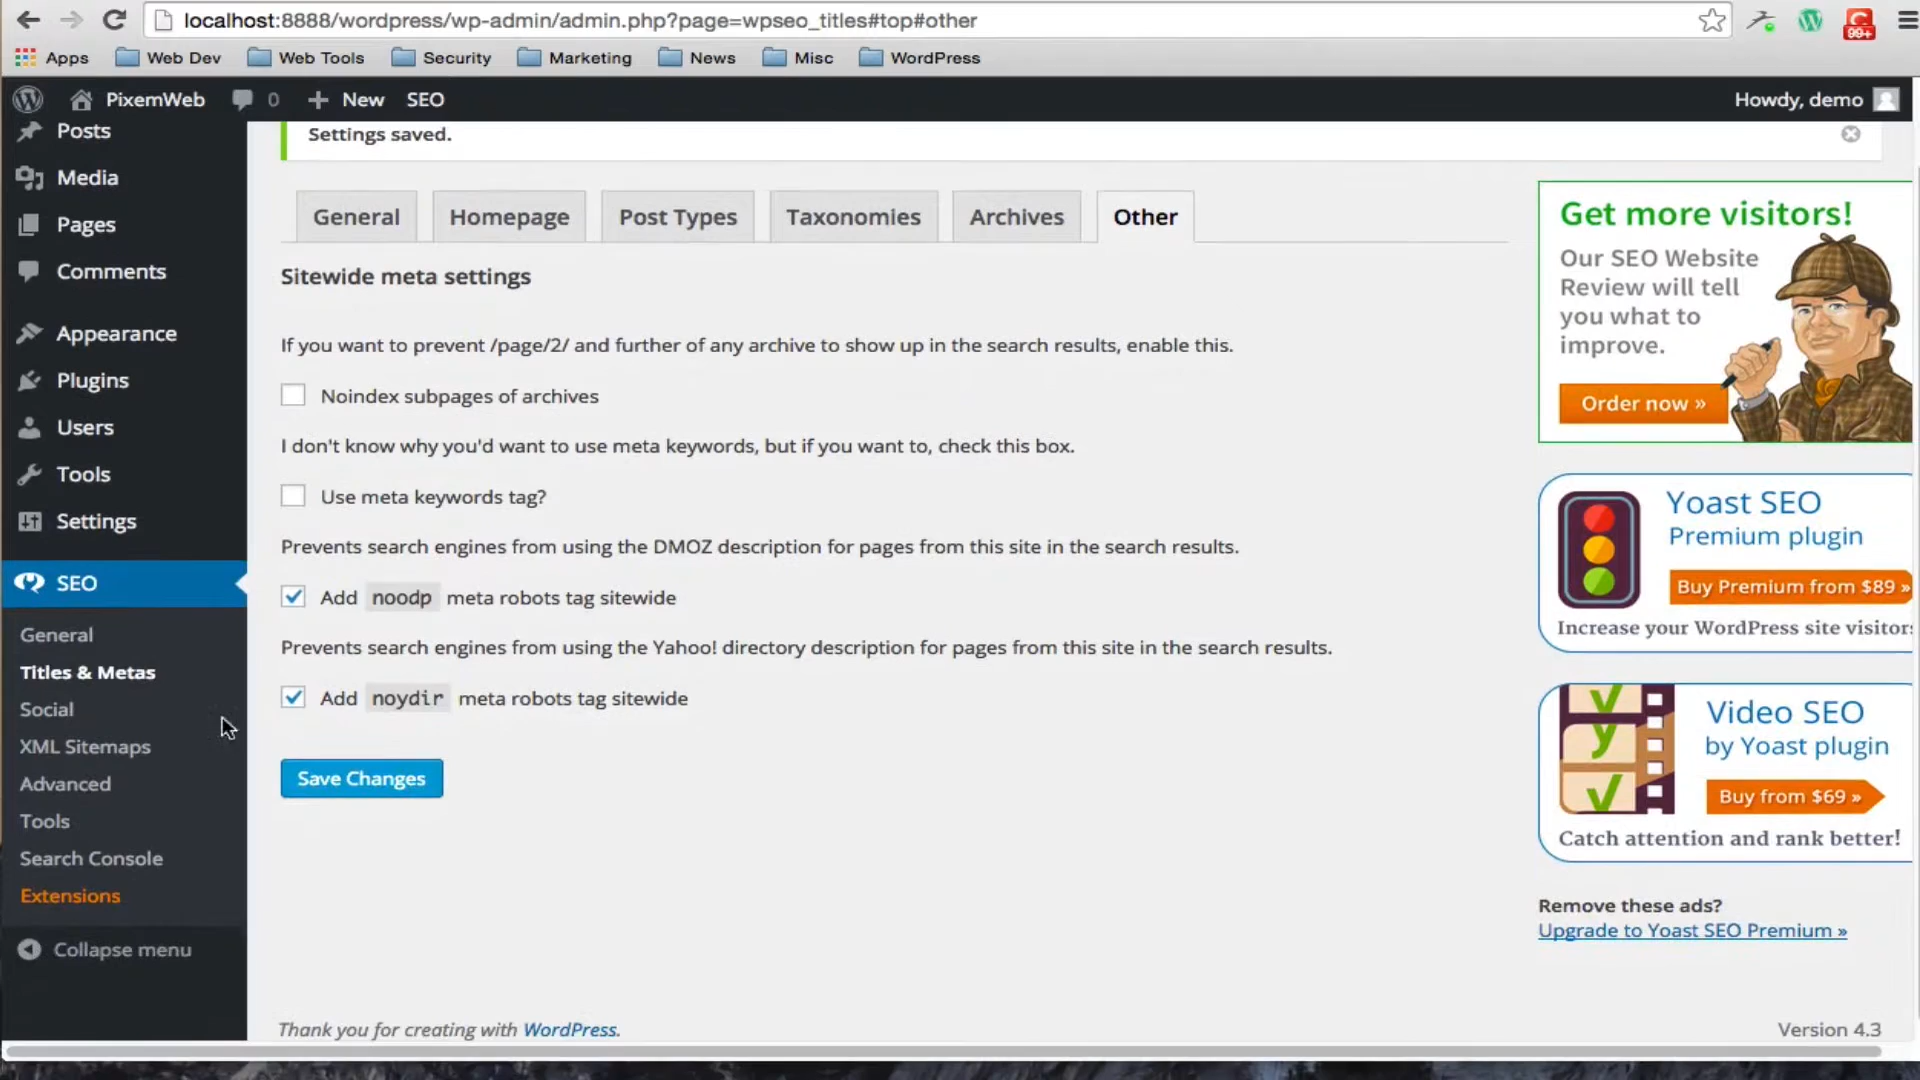 localhost:8888/wordpress/wp-admin/admin.php?page=wpseo_titles#top#other
99+
Apps
Web Dev
Web Tools
Security
Marketing
News
Misc
WordPress
PixemWeb
0
New
SEO
Howdy, demo
Posts
Media
Pages
Comments
Appearance
Plugins
Users
Tools
Settings
SEO
General
Titles & Metas
Social
XML Sitemaps
Advanced
Tools
Search Console
Extensions
Collapse menu
Settings saved.
General
Homepage
Post Types
Taxonomies
Archives
Other
Sitewide meta settings
If you want to prevent /page/2/ and further of any archive to show up in the search results, enable this.
Noindex subpages of archives
I don't know why you'd want to use meta keywords, but if you want to, check this box.
Use meta keywords tag?
Prevents search engines from using the DMOZ description for pages from this site in the search results.
Add noodp meta robots tag sitewide
Prevents search engines from using the Yahoo! directory description for pages from this site in the search results.
Add noydir meta robots tag sitewide
Save Changes
Get more visitors!
Our SEO Website
Review will tell
you what to
improve.
Order now »
Yoast SEO
Premium plugin
Buy Premium from $89 »
Increase your WordPress site visitors
Video SEO
by Yoast plugin
Buy from $69 »
Catch attention and rank better!
Remove these ads?
Upgrade to Yoast SEO Premium »
Thank you for creating with WordPress.
Version 4.3